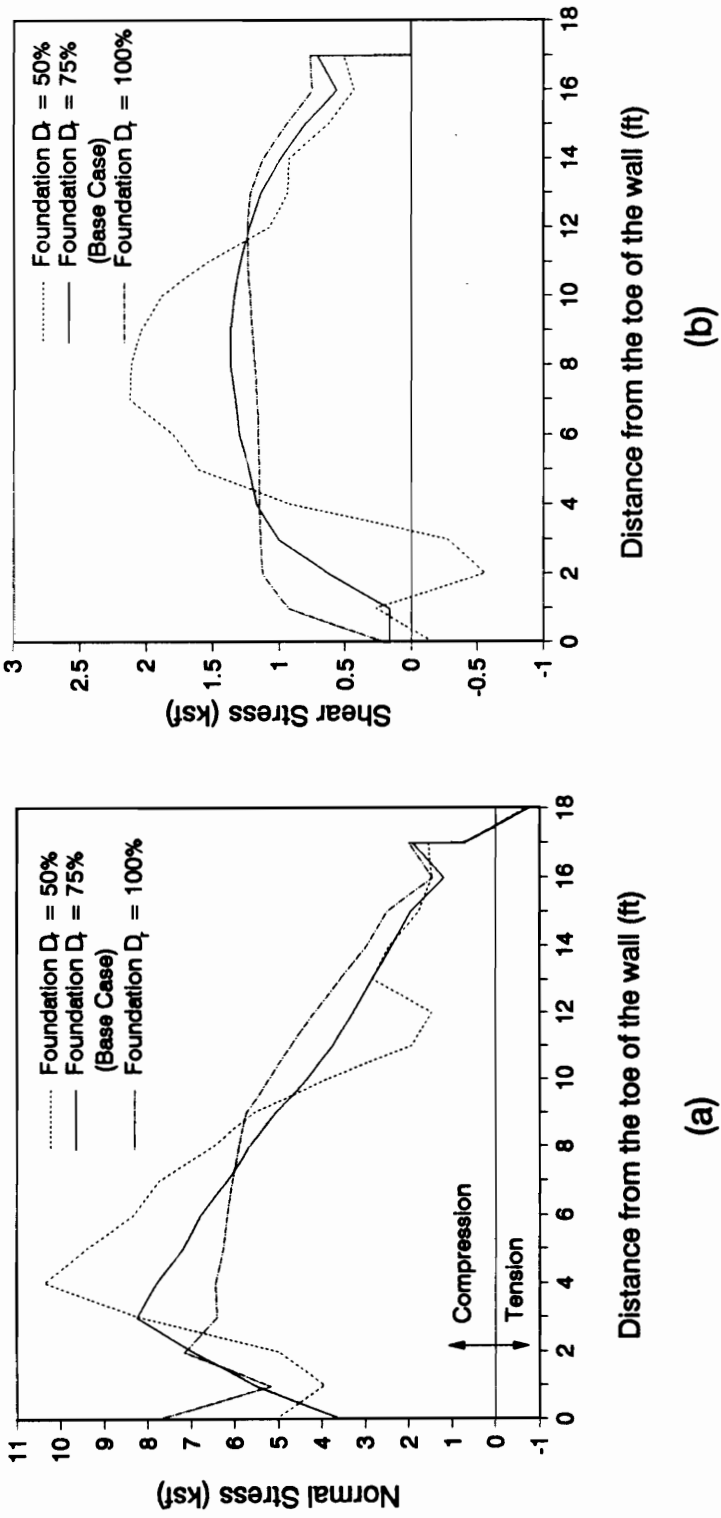 11
10
9
8
7
6
5
4
3
2
1
0
-1
Normal Stress (ksf)
Foundation Dr = 50%
Foundation Dr = 75%
(Base Case)
Foundation Dr = 100%
Compression
Tension
0 2 4 6 8 10 12 14 16 18
Distance from the toe of the wall (ft)
(a)
3
2.5
2
1.5
1
0.5
0
-0.5
-1
Shear Stress (ksf)
Foundation Dr = 50%
Foundation Dr = 75%
(Base Case)
Foundation Dr = 100%
0 2 4 6 8 10 12 14 16 18
Distance from the toe of the wall (ft)
(b)